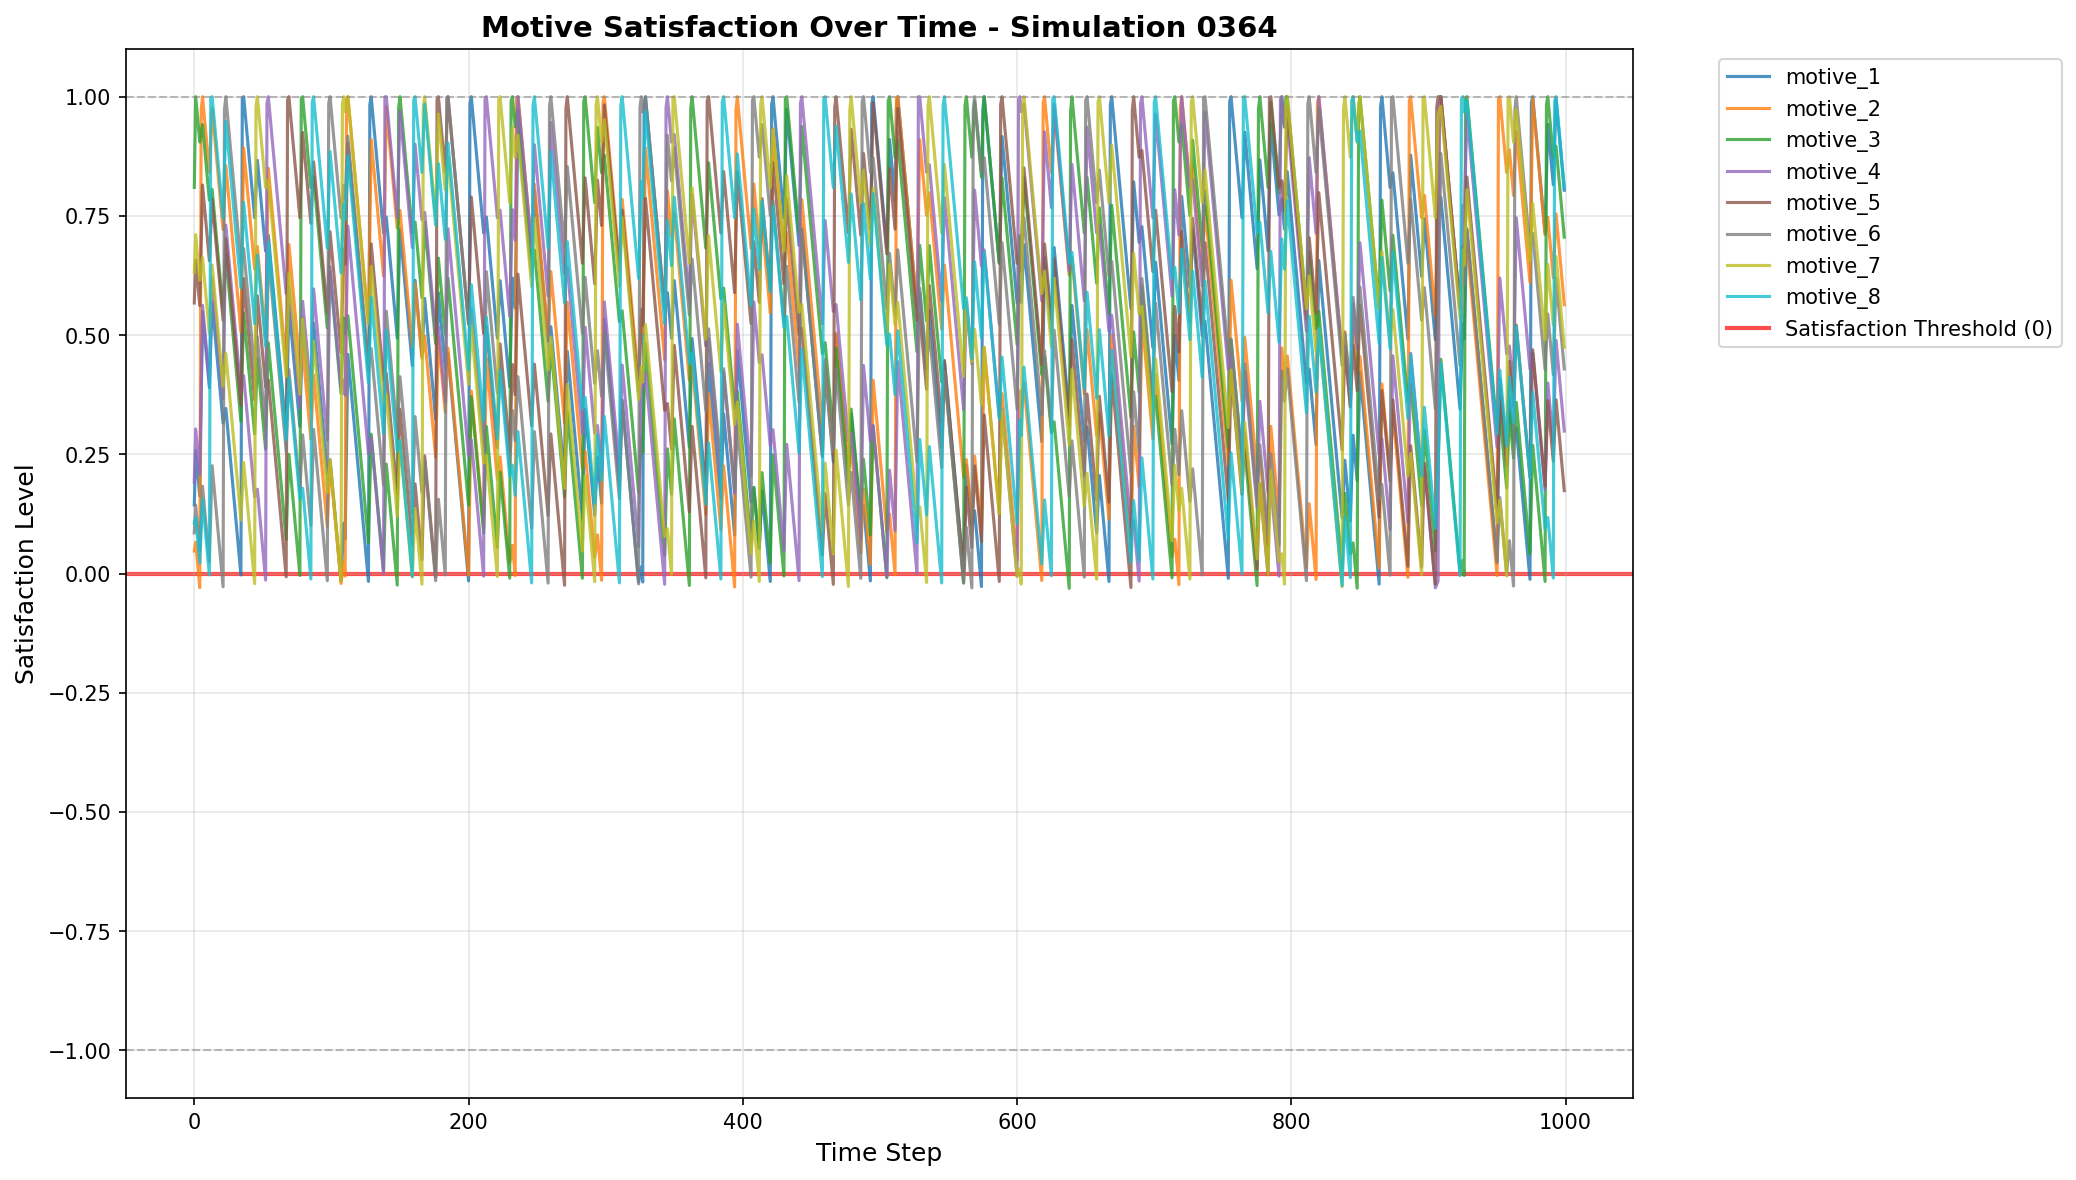 Motive Satisfaction Over Time - Simulation 0364
Satisfaction Level
1.00
0.75
0.50
0.25
0.00
−0.25
−0.50
−0.75
−1.00
0
200
400
600
800
1000
Time Step
motive_1
motive_2
motive_3
motive_4
motive_5
motive_6
motive_7
motive_8
Satisfaction Threshold (0)